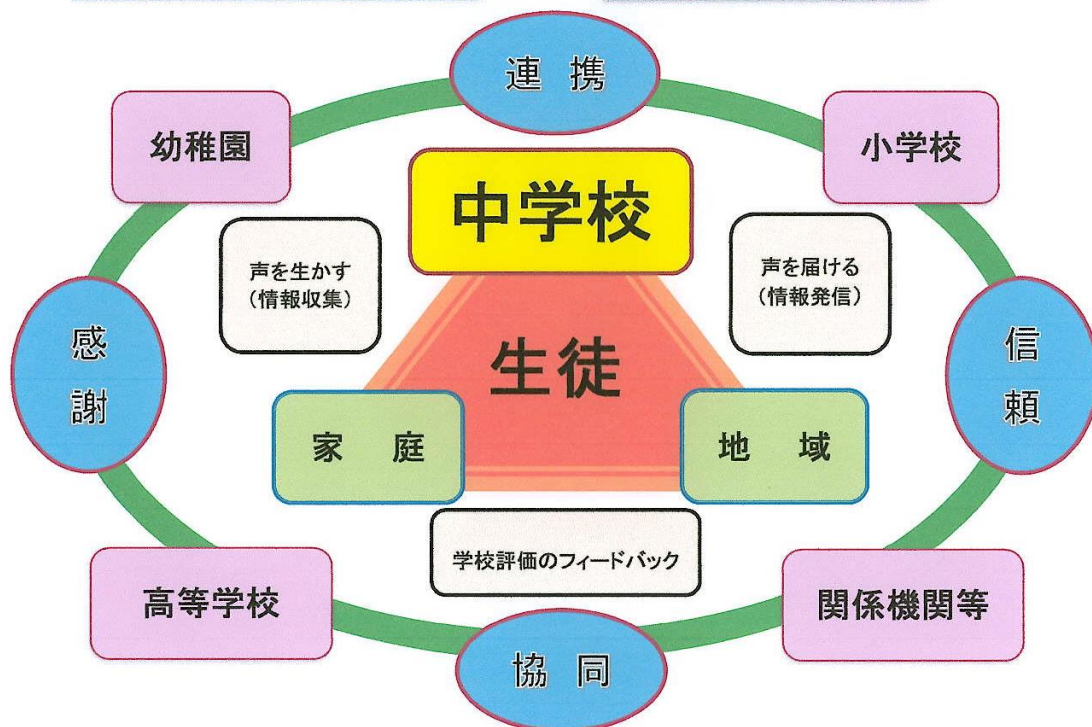 連 携
幼稚園
小学校
中学校
声を生かす
(情報収集)
声を届ける
(情報発信)
感
謝
信
頼
生徒
家 庭
地 域
学校評価のフィードバック
高等学校
関係機関等
協 同